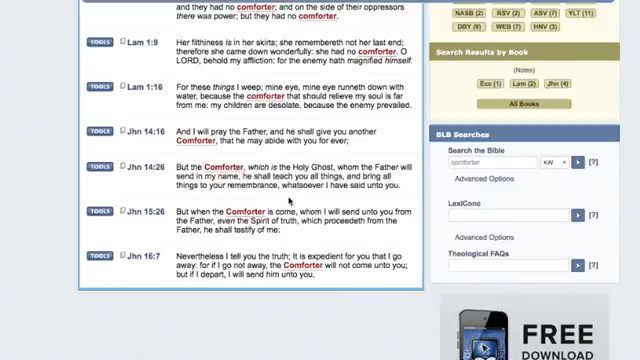 and they had no comforter; and on the side of their oppressors
there was power; but they had no comforter.
TOOLS
Lam 1:9
Her filthiness is in her skirts; she remembereth not her last end;
therefore she came down wonderfully: she had no comforter. O
LORD, behold my affliction: for the enemy hath magnified himself.
TOOLS
Lam 1:16
For these things I weep; mine eye, mine eye runneth down with
water, because the comforter that should relieve my soul is far
from me: my children are desolate, because the enemy prevailed.
TOOLS
Jhn 14:16
And I will pray the Father, and he shall give you another
Comforter, that he may abide with you for ever;
TOOLS
Jhn 14:26
But the Comforter, which is the Holy Ghost, whom the Father will
send in my name, he shall teach you all things, and bring all
things to your remembrance, whatsoever I have said unto you.
TOOLS
Jhn 15:26
But when the Comforter is come, whom I will send unto you from
the Father, even the Spirit of truth, which proceedeth from the
Father, he shall testify of me:
TOOLS
Jhn 16:7
Nevertheless I tell you the truth; It is expedient for you that I go
away: for if I go not away, the Comforter will not come unto you;
but if I depart, I will send him unto you.
NASB (2) RSV (2) ASV (7) YLT (11)
DBY (9) WEB (7) HNV (3)
Search Results by Book
(Notes)
Ecc (1) Lam (2) Jhn (4)
All Books
BLB Searches
Search the Bible
comforter
KJV
[?]
Advanced Options
LexiConc
[?]
Advanced Options
Theological FAQs
[?]
FREE
DOWNLOAD